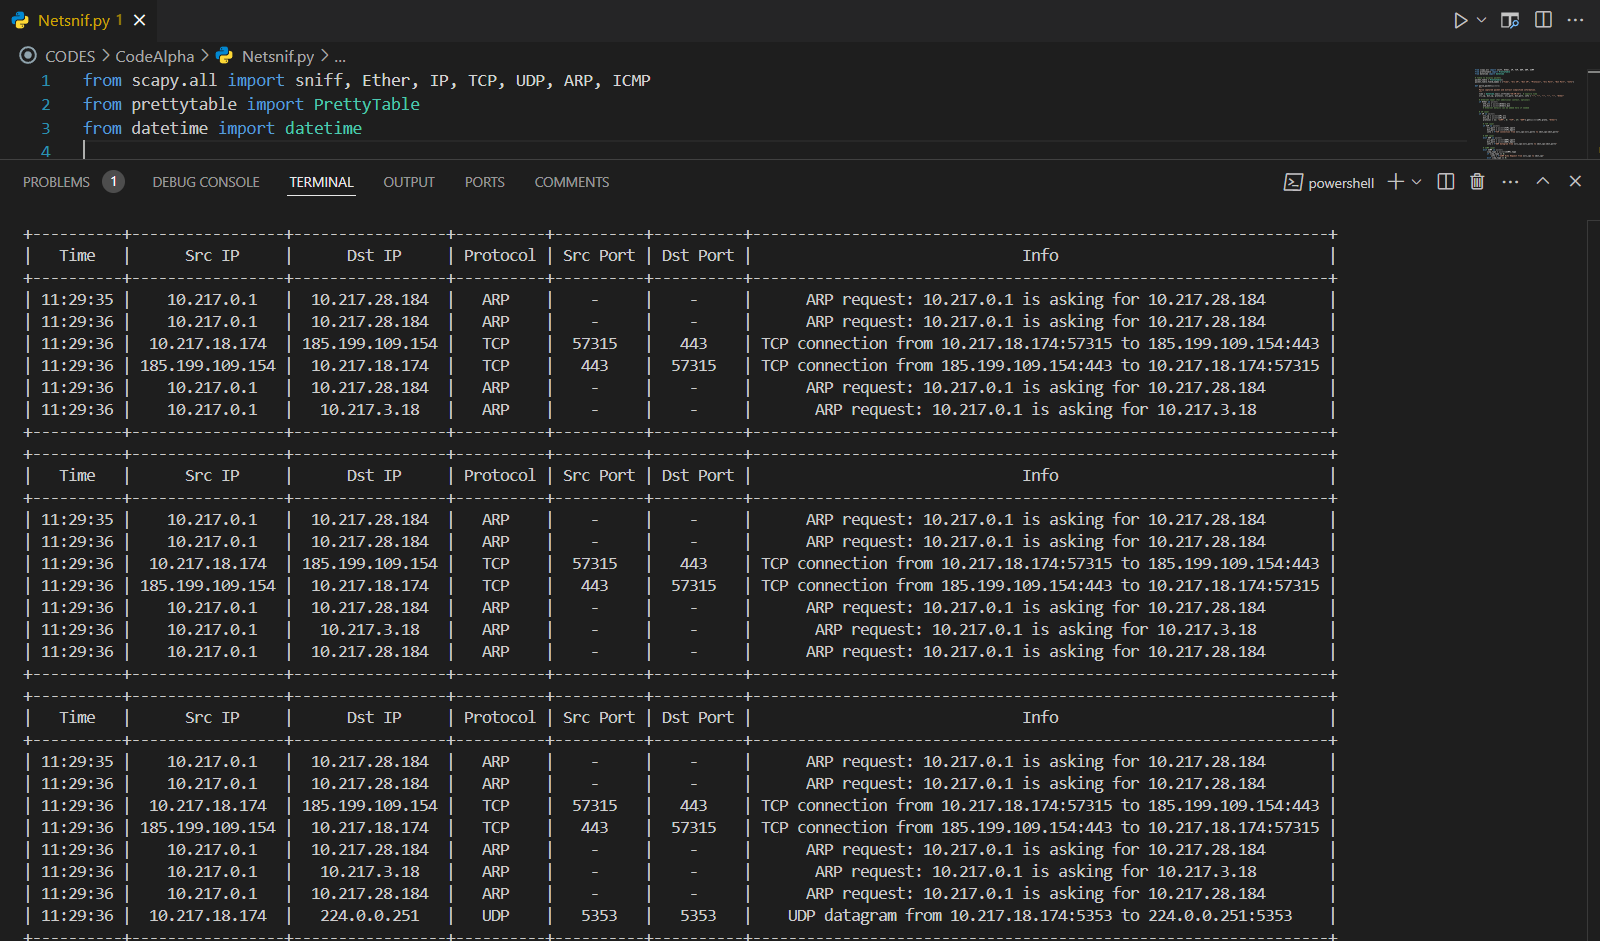 Netsnif.py 1
CODES > CodeAlpha > Netsnif.py > ...
1 from scapy.all import sniff, Ether, IP, TCP, UDP, ARP, ICMP
2 from prettytable import PrettyTable
3 from datetime import datetime
4
PROBLEMS 1 DEBUG CONSOLE TERMINAL OUTPUT PORTS COMMENTS powershell
+----------+-----------------+-----------------+----------+----------+----------+----------------------------------------------------------------+
| Time | Src IP | Dst IP | Protocol | Src Port | Dst Port | Info |
+----------+-----------------+-----------------+----------+----------+----------+----------------------------------------------------------------+
| 11:29:35 | 10.217.0.1 | 10.217.28.184 | ARP | - | - | ARP request: 10.217.0.1 is asking for 10.217.28.184 |
| 11:29:36 | 10.217.0.1 | 10.217.28.184 | ARP | - | - | ARP request: 10.217.0.1 is asking for 10.217.28.184 |
| 11:29:36 | 10.217.18.174 | 185.199.109.154 | TCP | 57315 | 443 | TCP connection from 10.217.18.174:57315 to 185.199.109.154:443 |
| 11:29:36 | 185.199.109.154 | 10.217.18.174 | TCP | 443 | 57315 | TCP connection from 185.199.109.154:443 to 10.217.18.174:57315 |
| 11:29:36 | 10.217.0.1 | 10.217.28.184 | ARP | - | - | ARP request: 10.217.0.1 is asking for 10.217.28.184 |
| 11:29:36 | 10.217.0.1 | 10.217.3.18 | ARP | - | - | ARP request: 10.217.0.1 is asking for 10.217.3.18 |
+----------+-----------------+-----------------+----------+----------+----------+----------------------------------------------------------------+
+----------+-----------------+-----------------+----------+----------+----------+----------------------------------------------------------------+
| Time | Src IP | Dst IP | Protocol | Src Port | Dst Port | Info |
+----------+-----------------+-----------------+----------+----------+----------+----------------------------------------------------------------+
| 11:29:35 | 10.217.0.1 | 10.217.28.184 | ARP | - | - | ARP request: 10.217.0.1 is asking for 10.217.28.184 |
| 11:29:36 | 10.217.0.1 | 10.217.28.184 | ARP | - | - | ARP request: 10.217.0.1 is asking for 10.217.28.184 |
| 11:29:36 | 10.217.18.174 | 185.199.109.154 | TCP | 57315 | 443 | TCP connection from 10.217.18.174:57315 to 185.199.109.154:443 |
| 11:29:36 | 185.199.109.154 | 10.217.18.174 | TCP | 443 | 57315 | TCP connection from 185.199.109.154:443 to 10.217.18.174:57315 |
| 11:29:36 | 10.217.0.1 | 10.217.28.184 | ARP | - | - | ARP request: 10.217.0.1 is asking for 10.217.28.184 |
| 11:29:36 | 10.217.0.1 | 10.217.3.18 | ARP | - | - | ARP request: 10.217.0.1 is asking for 10.217.3.18 |
| 11:29:36 | 10.217.0.1 | 10.217.28.184 | ARP | - | - | ARP request: 10.217.0.1 is asking for 10.217.28.184 |
+----------+-----------------+-----------------+----------+----------+----------+----------------------------------------------------------------+
+----------+-----------------+-----------------+----------+----------+----------+----------------------------------------------------------------+
| Time | Src IP | Dst IP | Protocol | Src Port | Dst Port | Info |
+----------+-----------------+-----------------+----------+----------+----------+----------------------------------------------------------------+
| 11:29:35 | 10.217.0.1 | 10.217.28.184 | ARP | - | - | ARP request: 10.217.0.1 is asking for 10.217.28.184 |
| 11:29:36 | 10.217.0.1 | 10.217.28.184 | ARP | - | - | ARP request: 10.217.0.1 is asking for 10.217.28.184 |
| 11:29:36 | 10.217.18.174 | 185.199.109.154 | TCP | 57315 | 443 | TCP connection from 10.217.18.174:57315 to 185.199.109.154:443 |
| 11:29:36 | 185.199.109.154 | 10.217.18.174 | TCP | 443 | 57315 | TCP connection from 185.199.109.154:443 to 10.217.18.174:57315 |
| 11:29:36 | 10.217.0.1 | 10.217.28.184 | ARP | - | - | ARP request: 10.217.0.1 is asking for 10.217.28.184 |
| 11:29:36 | 10.217.0.1 | 10.217.3.18 | ARP | - | - | ARP request: 10.217.0.1 is asking for 10.217.3.18 |
| 11:29:36 | 10.217.0.1 | 10.217.28.184 | ARP | - | - | ARP request: 10.217.0.1 is asking for 10.217.28.184 |
| 11:29:36 | 10.217.18.174 | 224.0.0.251 | UDP | 5353 | 5353 | UDP datagram from 10.217.18.174:5353 to 224.0.0.251:5353 |
+----------+-----------------+-----------------+----------+----------+----------+----------------------------------------------------------------+